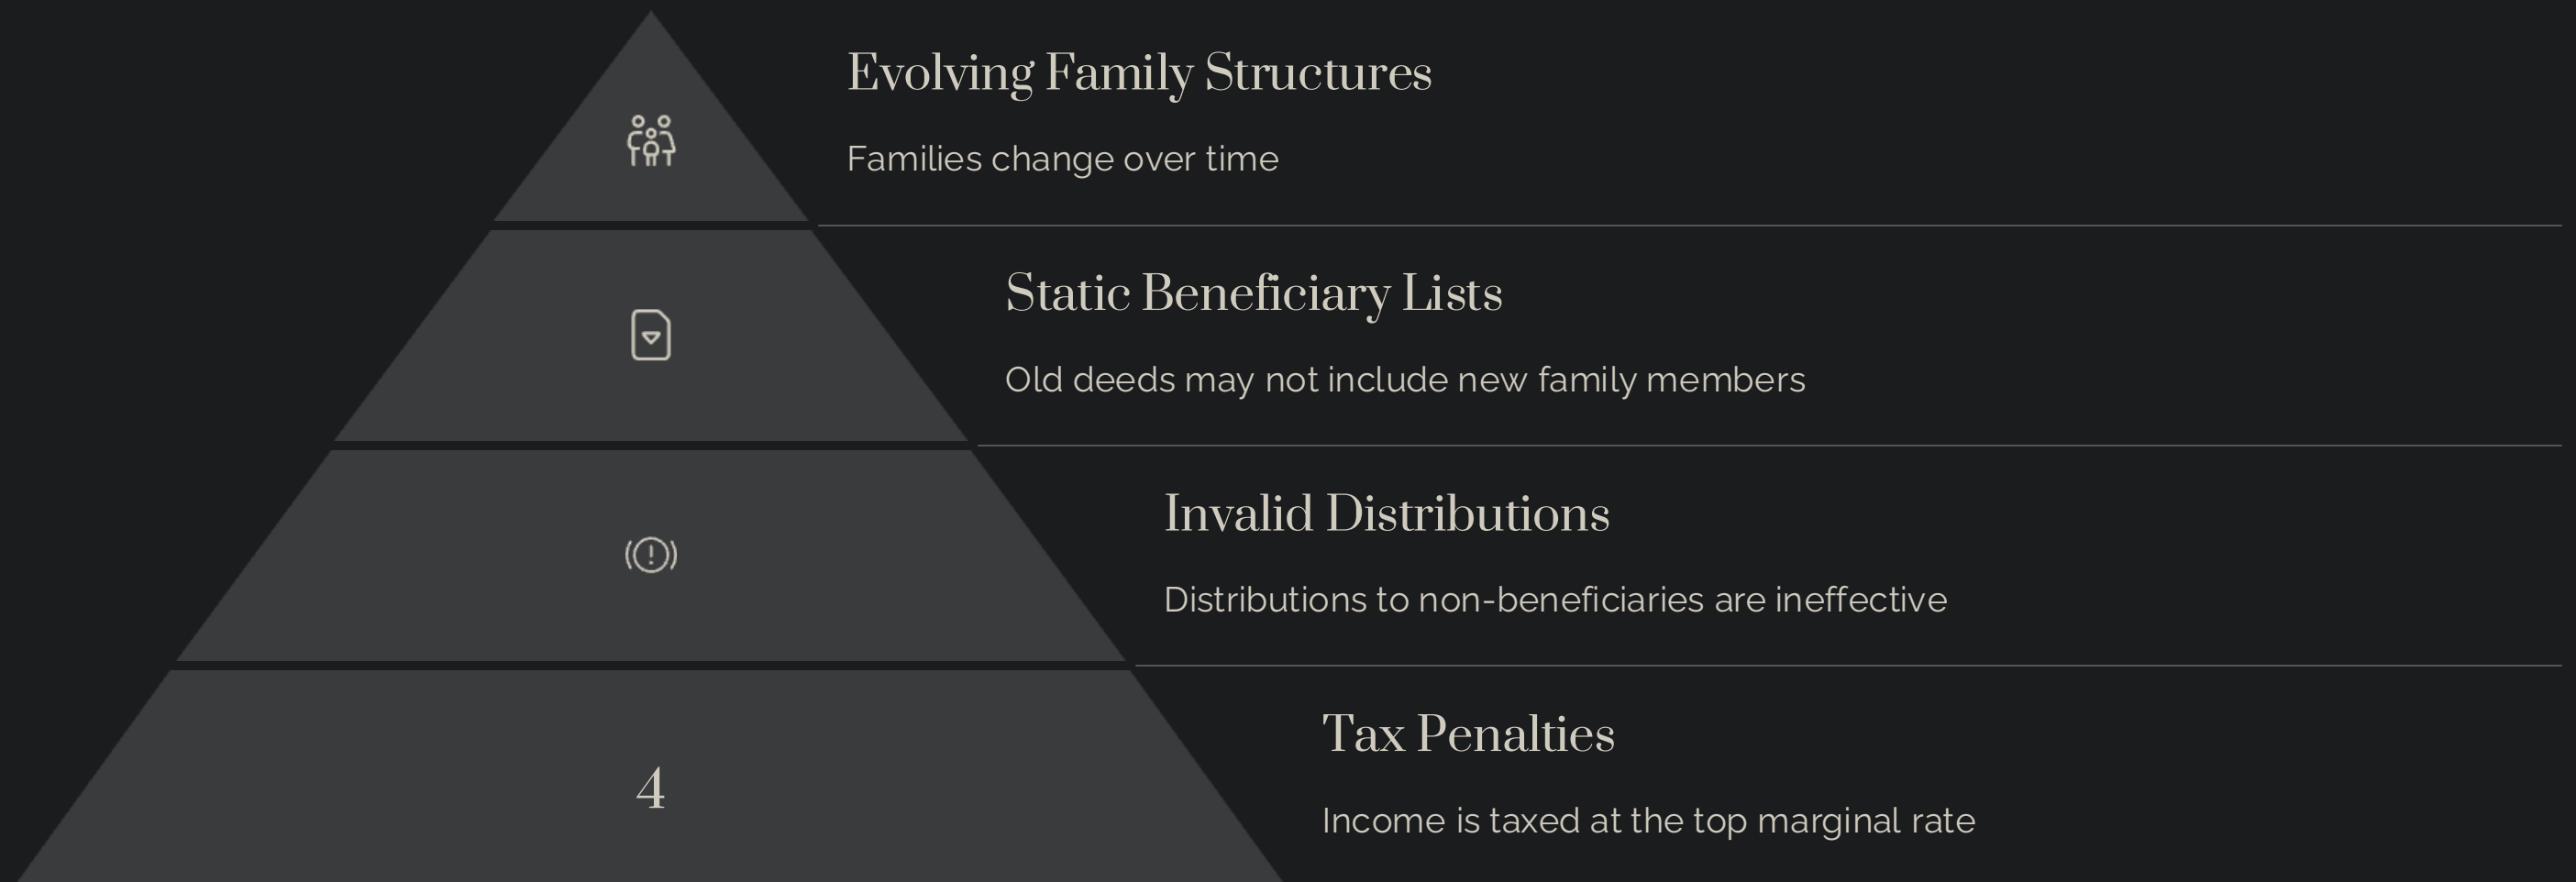 Evolving Family Structures
Families change over time
Static Beneficiary Lists
Old deeds may not include new family members
Invalid Distributions
Distributions to non-beneficiaries are ineffective
4
Tax Penalties
Income is taxed at the top marginal rate